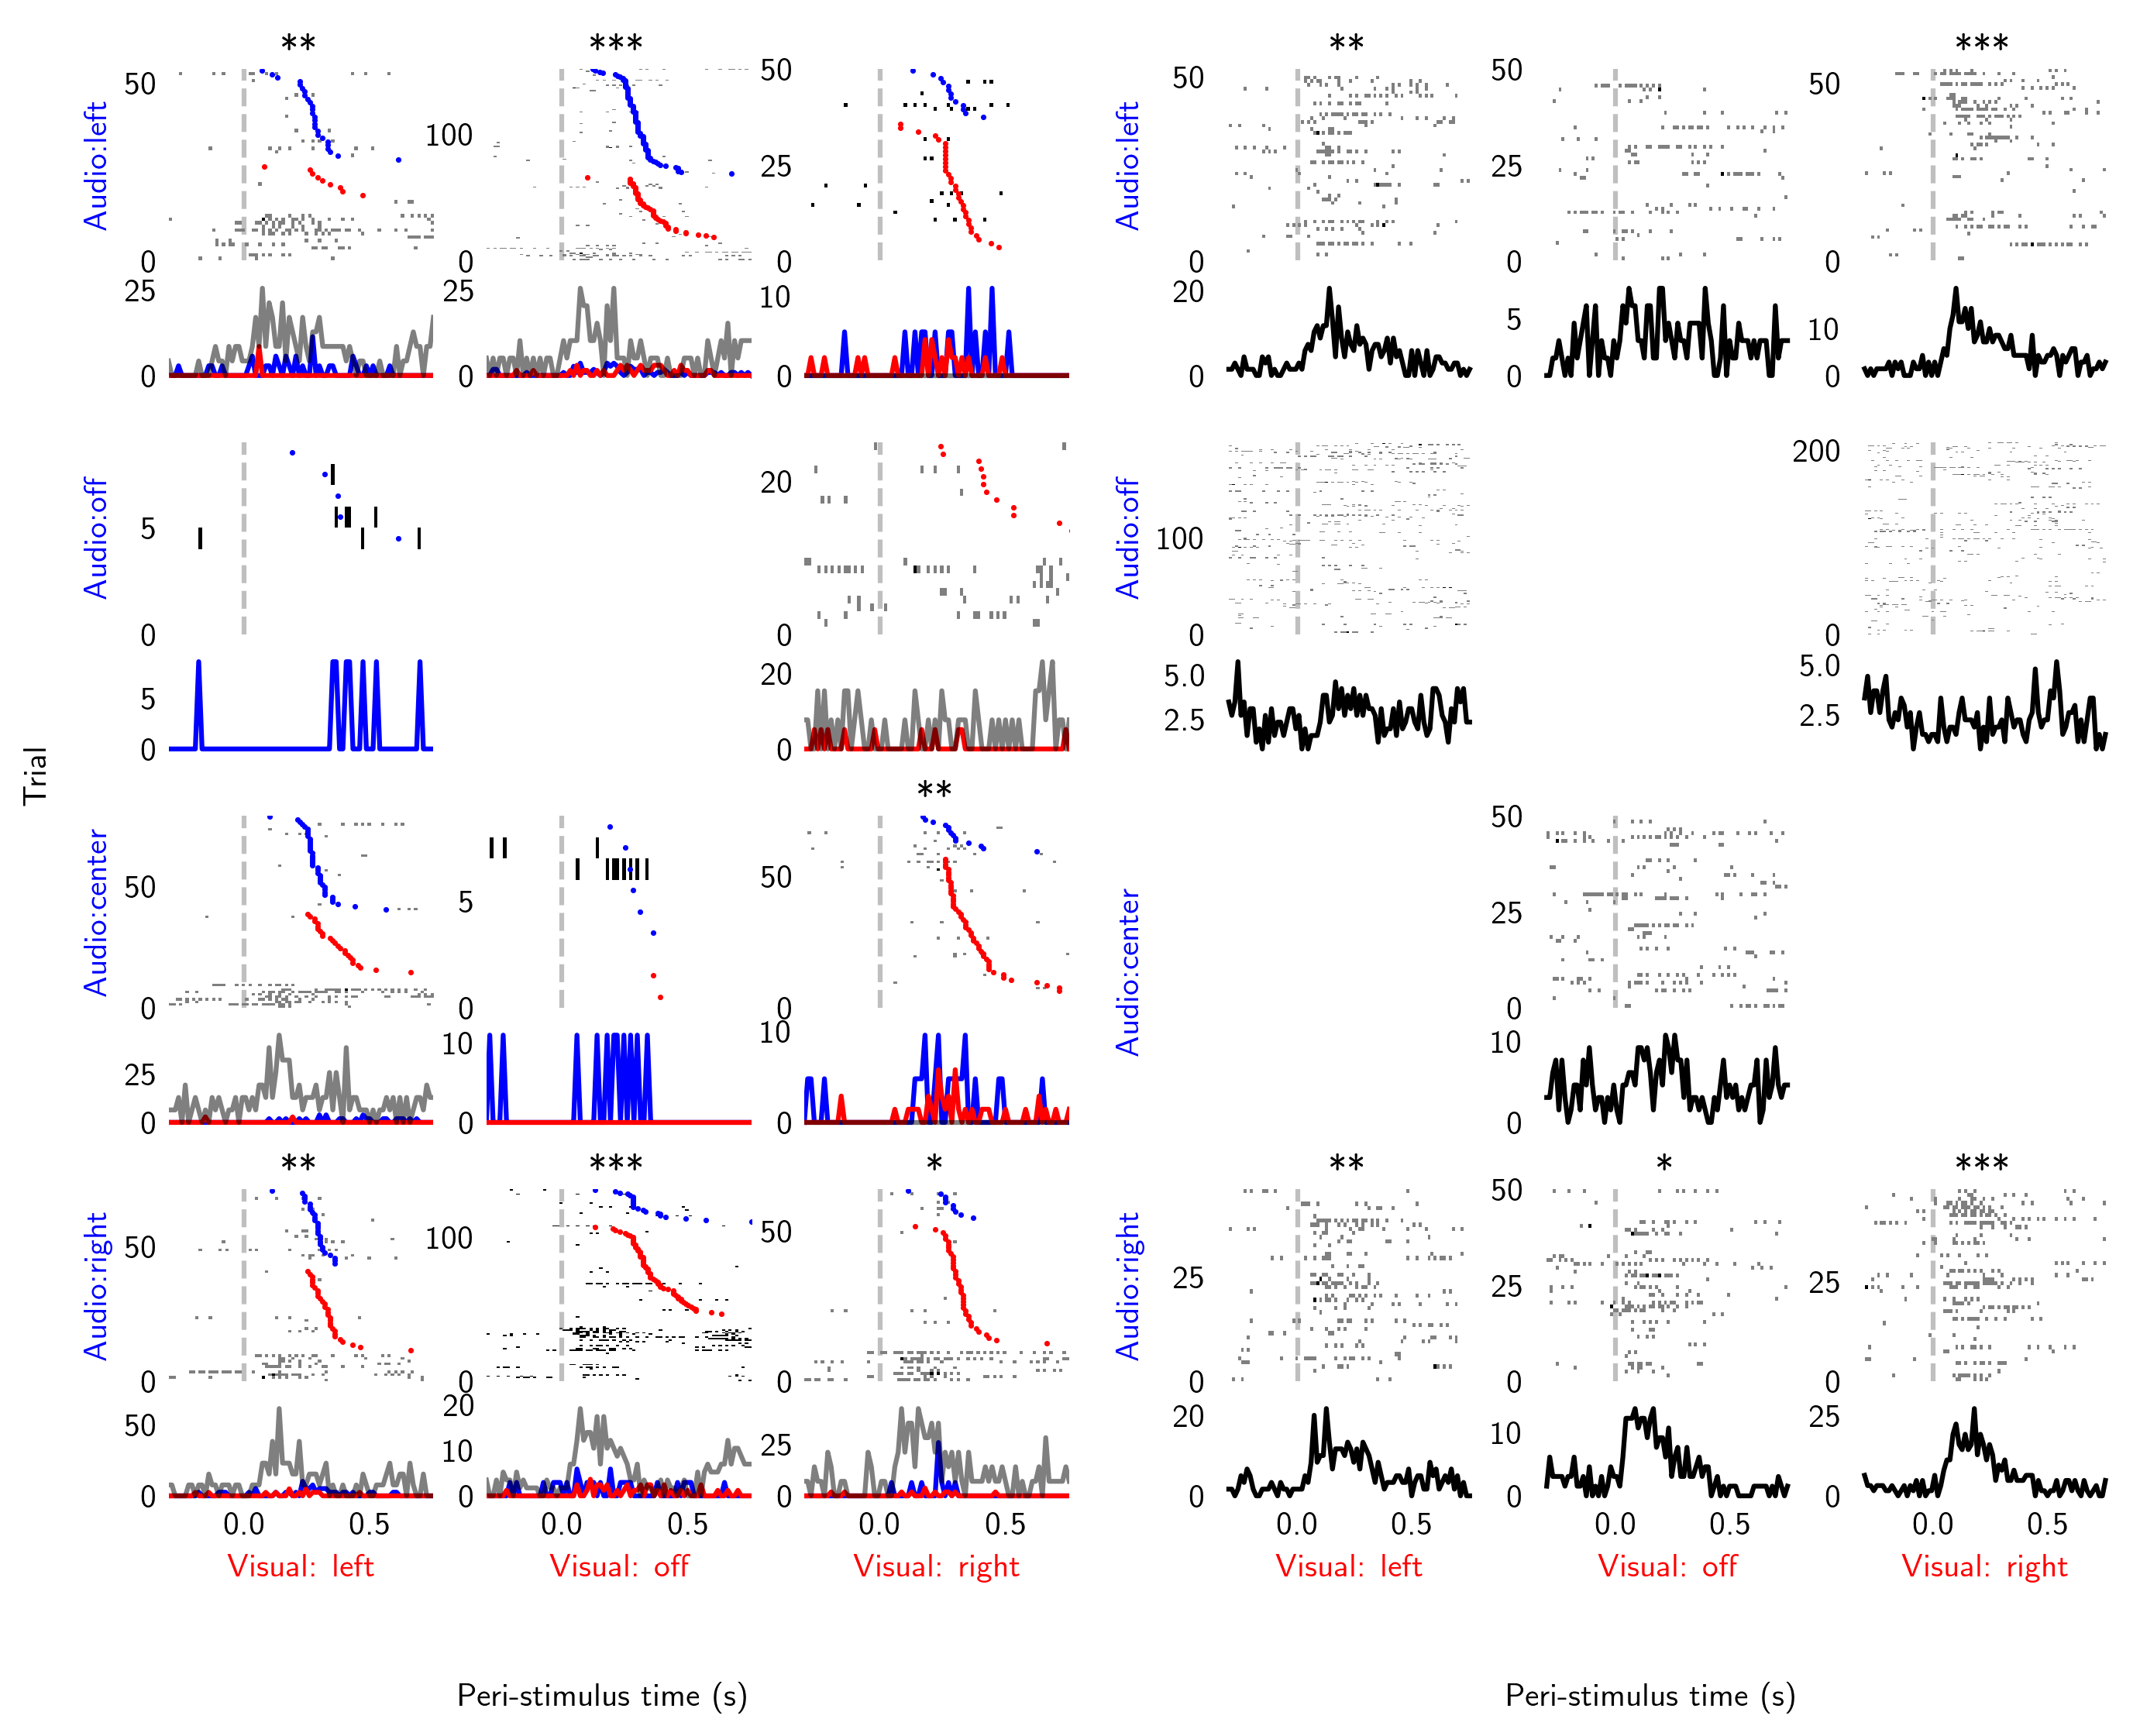 ** *** ** ***
Audio:left 50 0 100 0 50 25 0 Audio:left 50 25 0 50 25 0 50 0
25 0 25 0 10 0 20 0 5 0 10 0
Audio:off 5 0 20 0 Audio:off 100 0 200 0
5 0 20 0 5.0 2.5 5.0 2.5
Trial
**
Audio:center 50 0 5 0 50 0 Audio:center 50 25 0
25 0 10 0 10 0 10 0
** *** * ** * ***
Audio:right 50 0 100 0 50 0 Audio:right 25 0 50 25 0 25 0
50 0 20 10 0 25 0 20 0 10 0 25 0
0.0 0.5 0.0 0.5 0.0 0.5 0.0 0.5 0.0 0.5 0.0 0.5
Visual: left Visual: off Visual: right Visual: left Visual: off Visual: right
Peri-stimulus time (s) Peri-stimulus time (s)